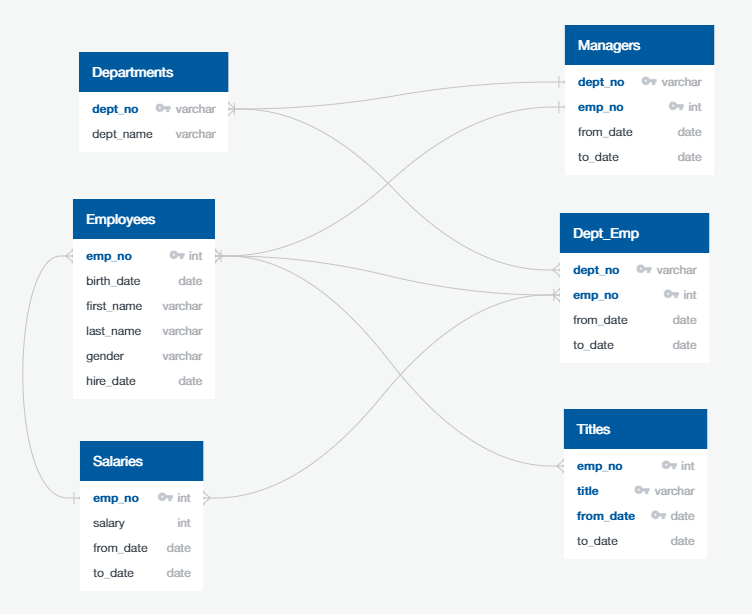 Departments
dept_no varchar
dept_name varchar
Employees
emp_no int
birth_date date
first_name varchar
last_name varchar
gender varchar
hire_date date
Salaries
emp_no int
salary int
from_date date
to_date date
Managers
dept_no varchar
emp_no int
from_date date
to_date date
Dept_Emp
dept_no varchar
emp_no int
from_date date
to_date date
Titles
emp_no int
title varchar
from_date date
to_date date